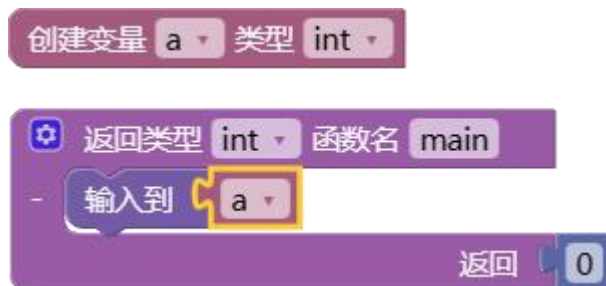 创建变量 a 类型 int
返回类型 int 函数名 main
- 输入到 a
返回 0